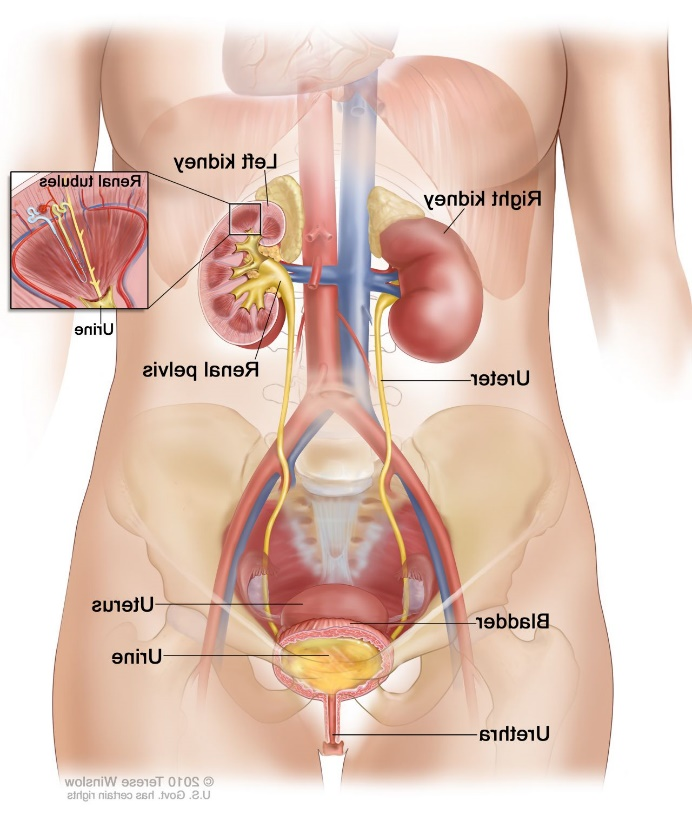 Left kidney
Renal tubules
Right kidney
Urine
Renal pelvis
Ureter
Uterus
Bladder
Urine
Urethra
© 2010 Terese Winslow
U.S. Govt. has certain rights